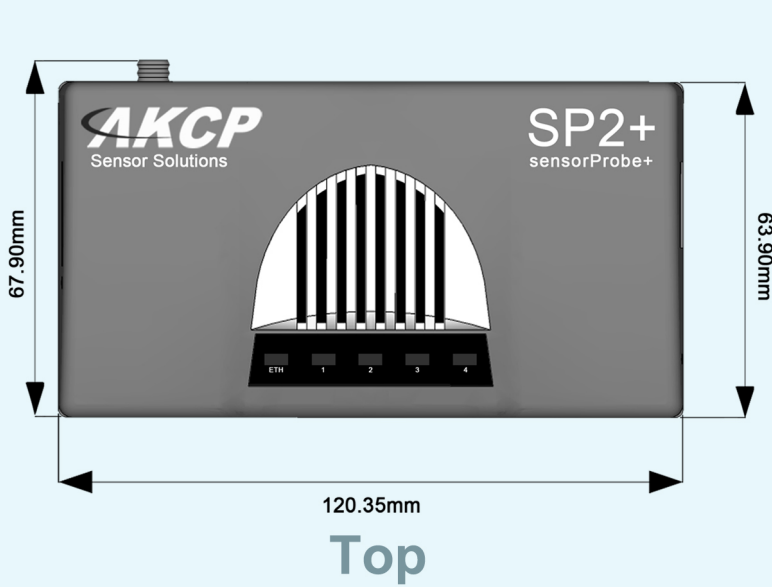 AKCP
Sensor Solutions
SP2+
sensorProbe+
67.90mm
63.90mm
ETH 1 2 3 4
120.35mm
Top